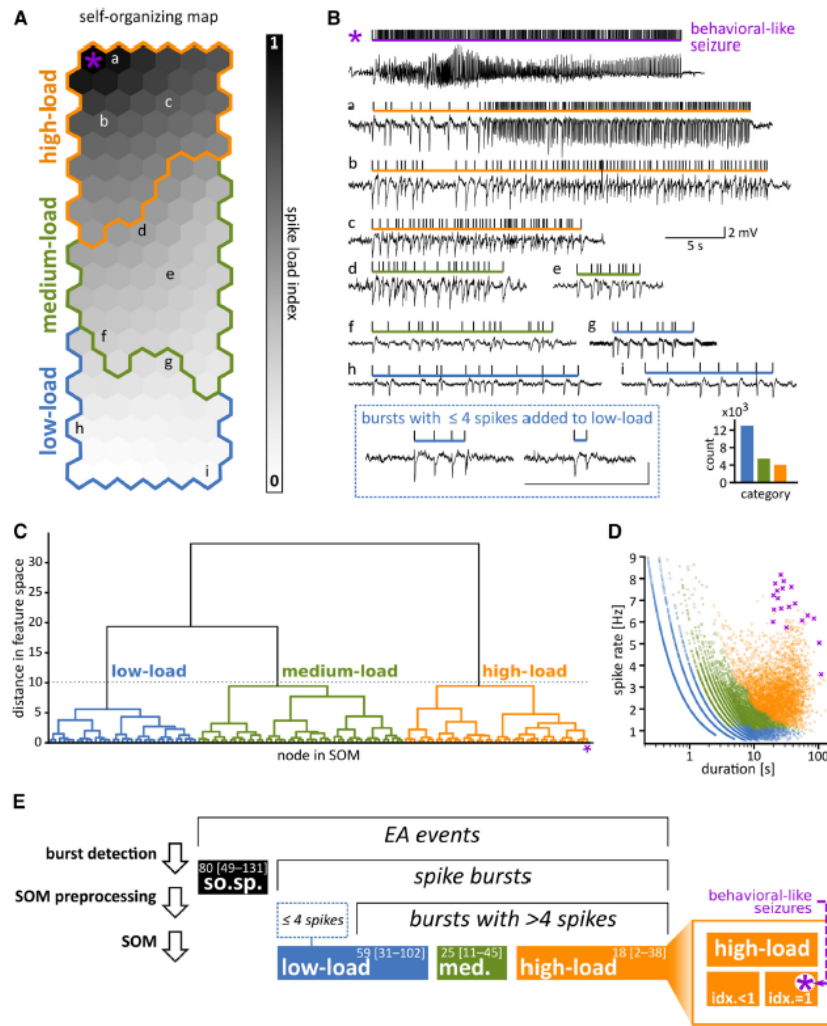 A
self-organizing map
1
0
spike load index
high-load
medium-load
low-load
*
a
b
c
d
e
f
g
h
i
B
*
behavioral-like
seizure
a
b
c
2 mV
5 s
d
e
f
g
h
i
bursts with ≤ 4 spikes added to low-load
×10³
12
8
4
0
count
category
C
distance in feature space
35
30
25
20
15
10
5
0
low-load
medium-load
high-load
node in SOM
*
D
spike rate [Hz]
9
8
7
6
5
4
3
2
1
1
10
100
duration [s]
E
EA events
burst detection
80 [49–131]
so.sp.
spike bursts
SOM preprocessing
≤ 4 spikes
bursts with >4 spikes
behavioral-like
seizures
SOM
59 [31–102]
low-load
25 [11–45]
med.
18 [2–38]
high-load
high-load
idx.<1
*
idx.=1